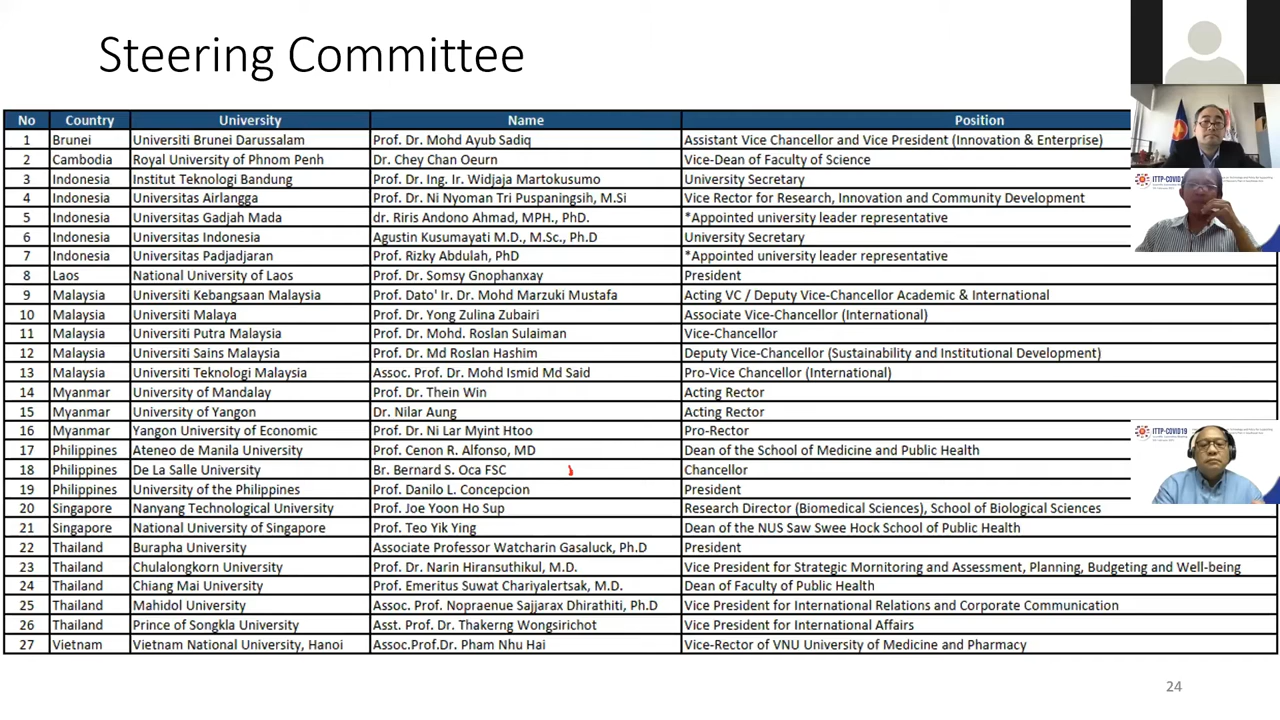 Steering Committee
No Country University Name Position
1 Brunei Universiti Brunei Darussalam Prof. Dr. Mohd Ayub Sadiq Assistant Vice Chancellor and Vice President (Innovation & Enterprise)
2 Cambodia Royal University of Phnom Penh Dr. Chey Chan Oeurn Vice-Dean of Faculty of Science
3 Indonesia Institut Teknologi Bandung Prof. Dr. Ing. Ir. Widjaja Martokusumo University Secretary
4 Indonesia Universitas Airlangga Prof. Dr. Ni Nyoman Tri Puspaningsih, M.Si Vice Rector for Research, Innovation and Community Development
5 Indonesia Universitas Gadjah Mada dr. Riris Andono Ahmad, MPH., PhD. *Appointed university leader representative
6 Indonesia Universitas Indonesia Agustin Kusumayati M.D., M.Sc., Ph.D University Secretary
7 Indonesia Universitas Padjadjaran Prof. Rizky Abdulah, PhD *Appointed university leader representative
8 Laos National University of Laos Prof. Dr. Somsy Gnophanxay President
9 Malaysia Universiti Kebangsaan Malaysia Prof. Dato' Ir. Dr. Mohd Marzuki Mustafa Acting VC / Deputy Vice-Chancellor Academic & International
10 Malaysia Universiti Malaya Prof. Dr. Yong Zulina Zubairi Associate Vice-Chancellor (International)
11 Malaysia Universiti Putra Malaysia Prof. Dr. Mohd. Roslan Sulaiman Vice-Chancellor
12 Malaysia Universiti Sains Malaysia Prof. Dr. Md Roslan Hashim Deputy Vice-Chancellor (Sustainability and Institutional Development)
13 Malaysia Universiti Teknologi Malaysia Assoc. Prof. Dr. Mohd Ismid Md Said Pro-Vice Chancellor (International)
14 Myanmar University of Mandalay Prof. Dr. Thein Win Acting Rector
15 Myanmar University of Yangon Dr. Nilar Aung Acting Rector
16 Myanmar Yangon University of Economic Prof. Dr. Ni Lar Myint Htoo Pro-Rector
17 Philippines Ateneo de Manila University Prof. Cenon R. Alfonso, MD Dean of the School of Medicine and Public Health
18 Philippines De La Salle University Br. Bernard S. Oca FSC Chancellor
19 Philippines University of the Philippines Prof. Danilo L. Concepcion President
20 Singapore Nanyang Technological University Prof. Joe Yoon Ho Sup Research Director (Biomedical Sciences), School of Biological Sciences
21 Singapore National University of Singapore Prof. Teo Yik Ying Dean of the NUS Saw Swee Hock School of Public Health
22 Thailand Burapha University Associate Professor Watcharin Gasaluck, Ph.D President
23 Thailand Chulalongkorn University Prof. Dr. Narin Hiransuthikul, M.D. Vice President for Strategic Mornitoring and Assessment, Planning, Budgeting and Well-being
24 Thailand Chiang Mai University Prof. Emeritus Suwat Chariyalertsak, M.D. Dean of Faculty of Public Health
25 Thailand Mahidol University Assoc. Prof. Nopraenue Sajjarax Dhirathiti, Ph.D Vice President for International Relations and Corporate Communication
26 Thailand Prince of Songkla University Asst. Prof. Dr. Thakerng Wongsirichot Vice President for International Affairs
27 Vietnam Vietnam National University, Hanoi Assoc.Prof.Dr. Pham Nhu Hai Vice-Rector of VNU University of Medicine and Pharmacy
24
ITTP-COVID19
ITTP-COVID19